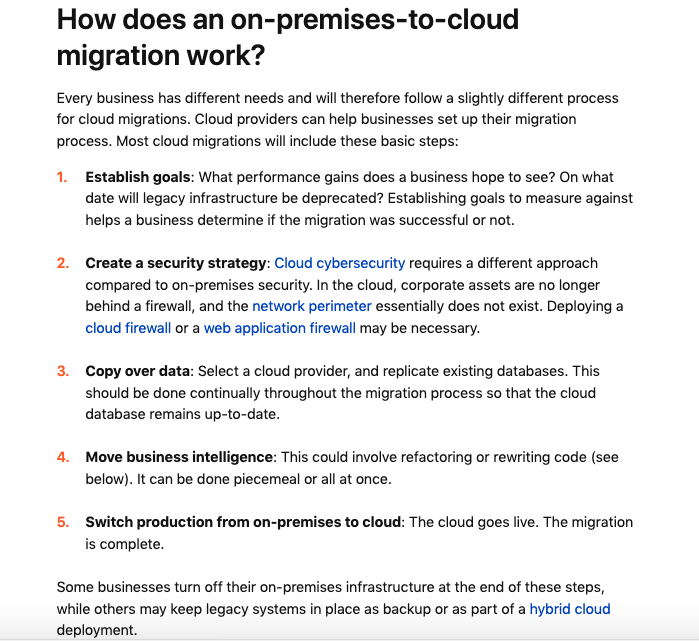 How does an on-premises-to-cloud
migration work?
Every business has different needs and will therefore follow a slightly different process
for cloud migrations. Cloud providers can help businesses set up their migration
process. Most cloud migrations will include these basic steps:
1. Establish goals: What performance gains does a business hope to see? On what
date will legacy infrastructure be deprecated? Establishing goals to measure against
helps a business determine if the migration was successful or not.
2. Create a security strategy: Cloud cybersecurity requires a different approach
compared to on-premises security. In the cloud, corporate assets are no longer
behind a firewall, and the network perimeter essentially does not exist. Deploying a
cloud firewall or a web application firewall may be necessary.
3. Copy over data: Select a cloud provider, and replicate existing databases. This
should be done continually throughout the migration process so that the cloud
database remains up-to-date.
4. Move business intelligence: This could involve refactoring or rewriting code (see
below). It can be done piecemeal or all at once.
5. Switch production from on-premises to cloud: The cloud goes live. The migration
is complete.
Some businesses turn off their on-premises infrastructure at the end of these steps,
while others may keep legacy systems in place as backup or as part of a hybrid cloud
deployment.